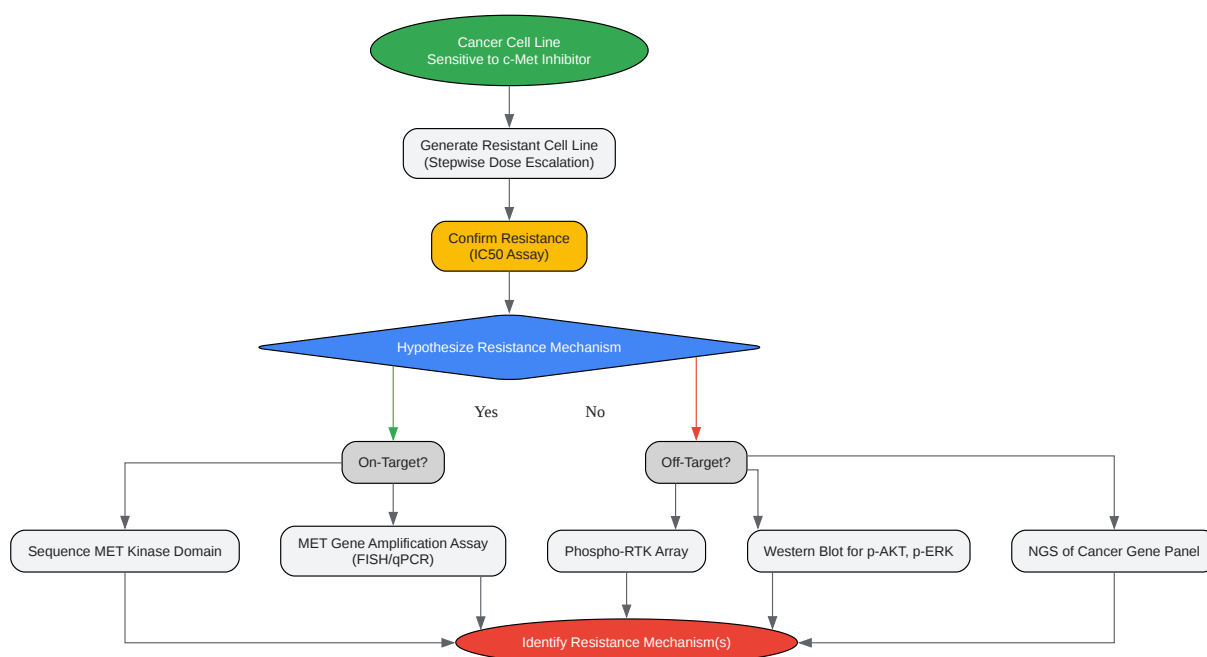 Cancer Cell Line
Sensitive to c-Met Inhibitor
Generate Resistant Cell Line
(Stepwise Dose Escalation)
Confirm Resistance
(IC50 Assay)
Hypothesize Resistance Mechanism
Yes
No
On-Target?
Off-Target?
Sequence MET Kinase Domain
MET Gene Amplification Assay
(FISH/qPCR)
Phospho-RTK Array
Western Blot for p-AKT, p-ERK
NGS of Cancer Gene Panel
Identify Resistance Mechanism(s)